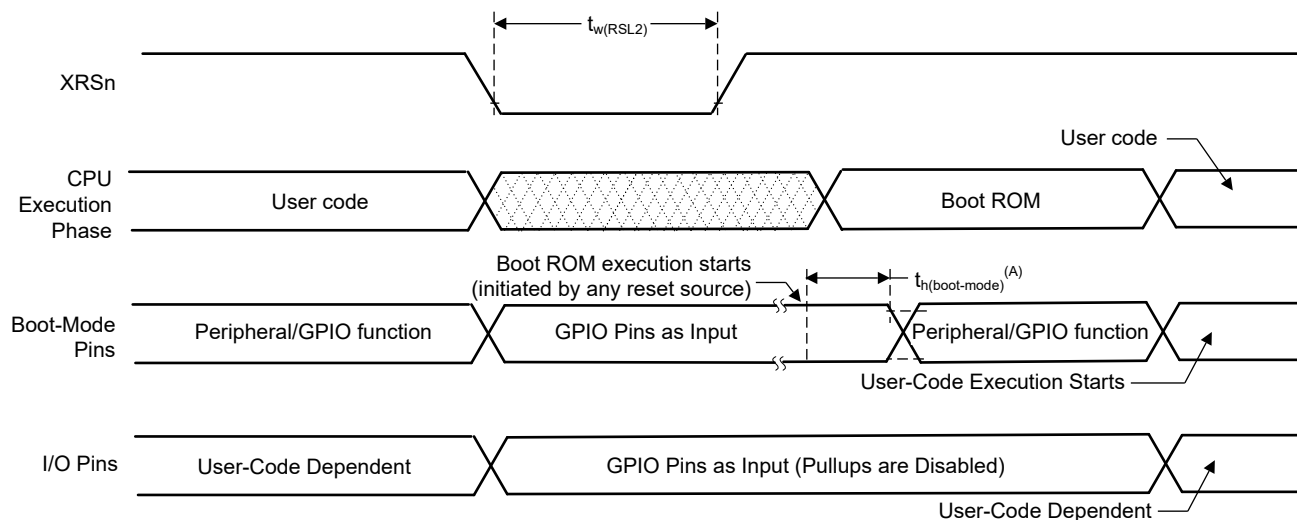 t w(RSL2)
XRSn
User code
CPU
Execution
Phase
User code
Boot ROM
Boot ROM execution starts
(initiated by any reset source)
t h(boot-mode) (A)
Boot-Mode
Pins
Peripheral/GPIO function
GPIO Pins as Input
Peripheral/GPIO function
User-Code Execution Starts
I/O Pins
User-Code Dependent
GPIO Pins as Input (Pullups are Disabled)
User-Code Dependent